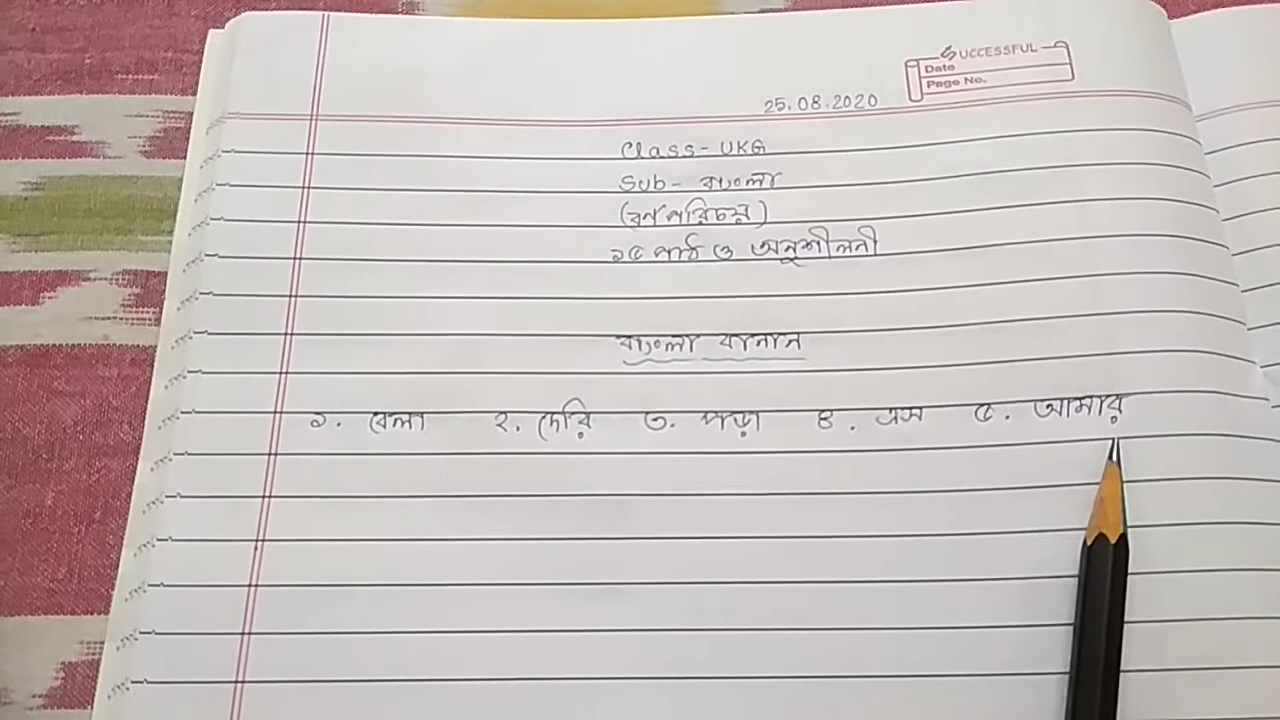 SUCCESSFUL
Date
Page No.
25.08.2020
Class - UKG
Sub - বাংলা
(বর্ণপরিচয়)
১৫ পাঠ ও অনুশীলনী
বাংলা বানান
১. বেলা ২. দেরি ৩. পড়া ৪. এস ৫. আমার